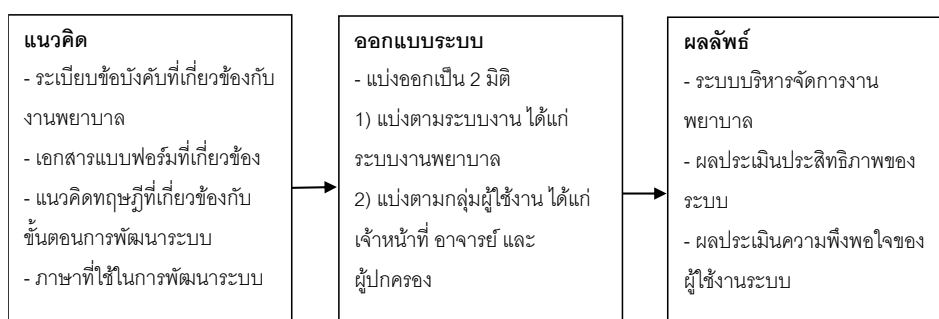 แนวคิด
- ระเบียบข้อบังคับที่เกี่ยวข้องกับ
งานพยาบาล
- เอกสารแบบฟอร์มที่เกี่ยวข้อง
- แนวคิดทฤษฎีที่เกี่ยวข้องกับ
ขั้นตอนการพัฒนาระบบ
- ภาษาที่ใช้ในการพัฒนาระบบ
ออกแบบระบบ
- แบ่งออกเป็น 2 มิติ
1) แบ่งตามระบบงาน ได้แก่
ระบบงานพยาบาล
2) แบ่งตามกลุ่มผู้ใช้งาน ได้แก่
เจ้าหน้าที่ อาจารย์ และ
ผู้ปกครอง
ผลลัพธ์
- ระบบบริหารจัดการงาน
พยาบาล
- ผลประเมินประสิทธิภาพของ
ระบบ
- ผลประเมินความพึงพอใจของ
ผู้ใช้งานระบบ